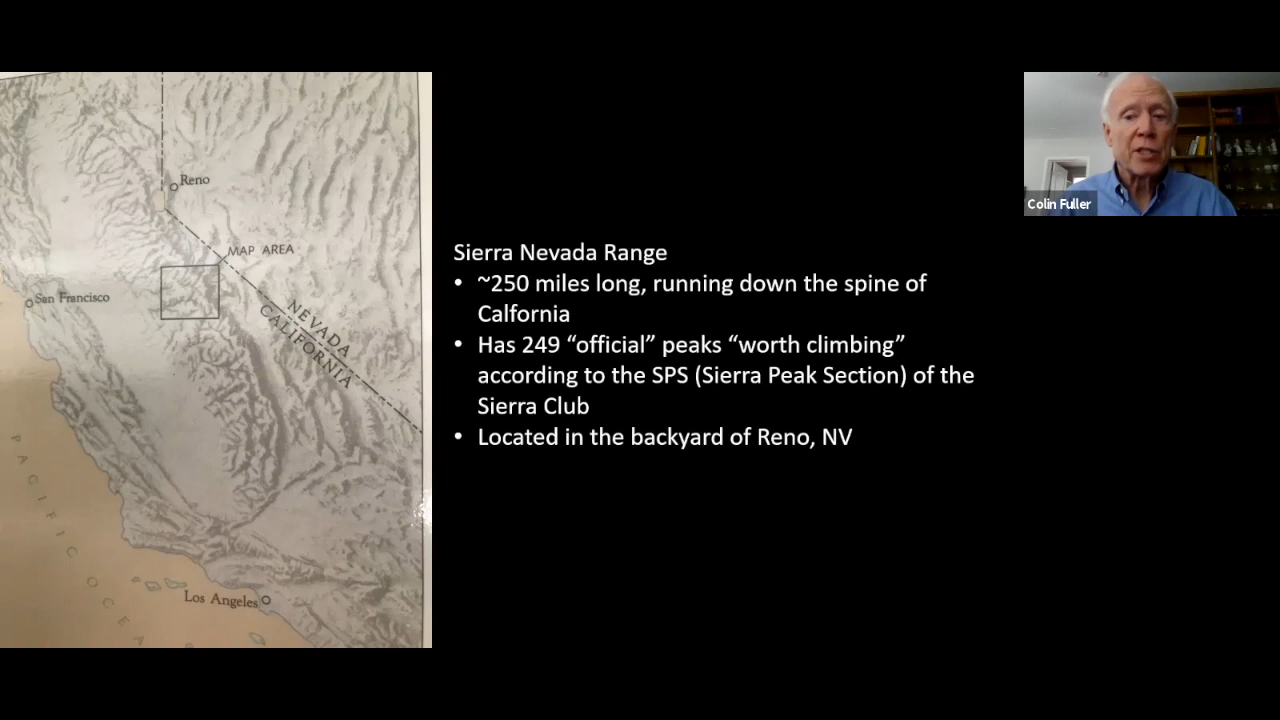 Reno
MAP AREA
San Francisco
NEVADA
CALIFORNIA
PACIFIC OCEA
Los Angeles
Sierra Nevada Range
• ~250 miles long, running down the spine of
Calfornia
• Has 249 “official” peaks “worth climbing”
according to the SPS (Sierra Peak Section) of the
Sierra Club
• Located in the backyard of Reno, NV
Colin Fuller